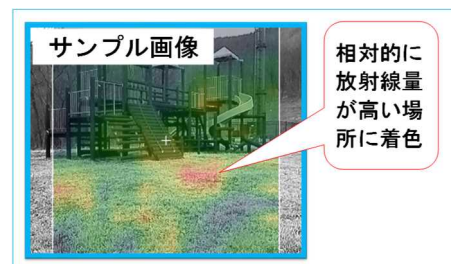 サンプル画像
相対的に
放射線量
が高い場
所に着色